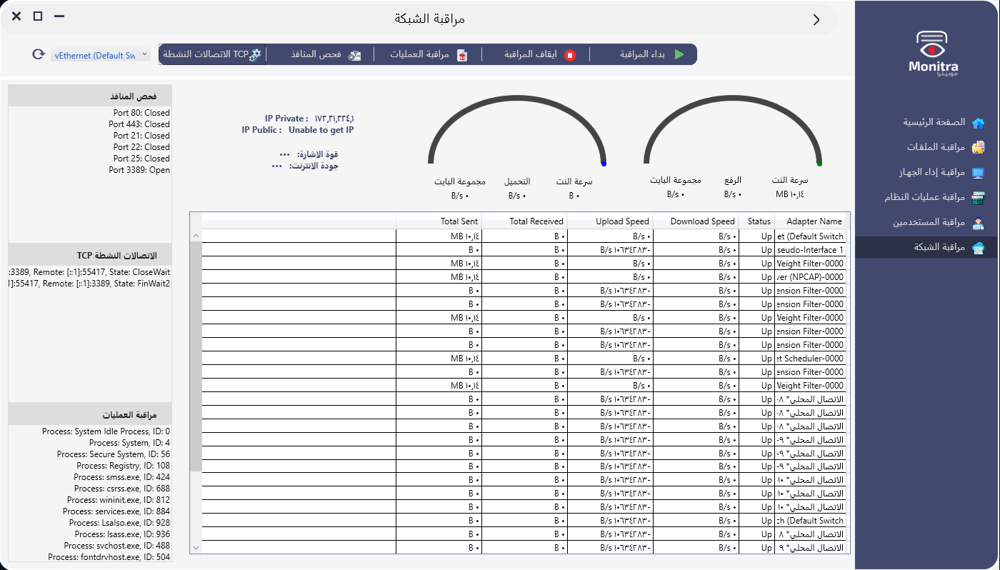 مراقبة الشبكة
Monitra
مونيترا
الصفحة الرئيسية
مراقبة الملفات
مراقبة إداء الجهاز
مراقبة عمليات النظام
مراقبة المستخدمين
مراقبة الشبكة
بداء المراقبة
ايقاف المراقبة
مراقبة العمليات
فحص المنافذ
TCP الاتصالات النشطة
vEthernet (Default Sw
سرعة النت الرفع مجموعة البايت
MB ١٠,١٤ B/s ٠ B/s ٠
سرعة النت التحميل مجموعة البايت
B ٠ B/s ٠ B/s ٠
IP Private : ١٧٢,٢١,٢٢٤,١
IP Public : Unable to get IP
قوة الاشارة: ٠٠٠
جودة الانترنت: ٠٠٠
Adapter Name Status Download Speed Upload Speed Total Received Total Sent
et (Default Switch Up B/s ٠ B/s ٠ B ٠ MB ١٠,١٤
seudo-Interface 1 Up B/s ٠ B/s ١٠٦٣٤٢٨٣- B ٠ B ٠
Weight Filter-0000 Up B/s ٠ B/s ٠ B ٠ MB ١٠,١٤
ver (NPCAP)-0000 Up B/s ٠ B/s ٠ B ٠ MB ١٠,١٤
ension Filter-0000 Up B/s ٠ B/s ١٠٦٣٤٢٨٣- B ٠ B ٠
ension Filter-0000 Up B/s ٠ B/s ١٠٦٣٤٢٨٣- B ٠ B ٠
Weight Filter-0000 Up B/s ٠ B/s ٠ B ٠ MB ١٠,١٤
ension Filter-0000 Up B/s ٠ B/s ١٠٦٣٤٢٨٣- B ٠ B ٠
ension Filter-0000 Up B/s ٠ B/s ١٠٦٣٤٢٨٣- B ٠ B ٠
et Scheduler-0000 Up B/s ٠ B/s ٠ B ٠ MB ١٠,١٤
ension Filter-0000 Up B/s ٠ B/s ١٠٦٣٤٢٨٣- B ٠ B ٠
Weight Filter-0000 Up B/s ٠ B/s ٠ B ٠ MB ١٠,١٤
الاتصال المحلي* ٨- Up B/s ٠ B/s ١٠٦٣٤٢٨٣- B ٠ B ٠
الاتصال المحلي* ٨- Up B/s ٠ B/s ١٠٦٣٤٢٨٣- B ٠ B ٠
الاتصال المحلي* ٨- Up B/s ٠ B/s ١٠٦٣٤٢٨٣- B ٠ B ٠
الاتصال المحلي* ٩- Up B/s ٠ B/s ١٠٦٣٤٢٨٣- B ٠ B ٠
الاتصال المحلي* ٩- Up B/s ٠ B/s ١٠٦٣٤٢٨٣- B ٠ B ٠
الاتصال المحلي* ٩- Up B/s ٠ B/s ١٠٦٣٤٢٨٣- B ٠ B ٠
الاتصال المحلي* ١٠ Up B/s ٠ B/s ١٠٦٣٤٢٨٣- B ٠ B ٠
الاتصال المحلي* ١٠ Up B/s ٠ B/s ١٠٦٣٤٢٨٣- B ٠ B ٠
الاتصال المحلي* ١٠ Up B/s ٠ B/s ١٠٦٣٤٢٨٣- B ٠ B ٠
ch (Default Switch Up B/s ٠ B/s ١٠٦٣٤٢٨٣- B ٠ B ٠
الاتصال المحلي* ٨ Up B/s ٠ B/s ١٠٦٣٤٢٨٣- B ٠ B ٠
الاتصال المحلي* ٩ Up B/s ٠ B/s ١٠٦٣٤٢٨٣- B ٠ B ٠
فحص المنافذ
Port 80: Closed
Port 443: Closed
Port 21: Closed
Port 22: Closed
Port 25: Closed
Port 3389: Open
الاتصالات النشطة TCP
:3389, Remote: [::1]:55417, State: CloseWait
1]:55417, Remote: [::1]:3389, State: FinWait2
مراقبة العمليات
Process: System Idle Process, ID: 0
Process: System, ID: 4
Process: Secure System, ID: 56
Process: Registry, ID: 108
Process: smss.exe, ID: 424
Process: csrss.exe, ID: 688
Process: wininit.exe, ID: 812
Process: services.exe, ID: 884
Process: LsaIso.exe, ID: 928
Process: lsass.exe, ID: 936
Process: svchost.exe, ID: 488
Process: fontdrvhost.exe, ID: 504